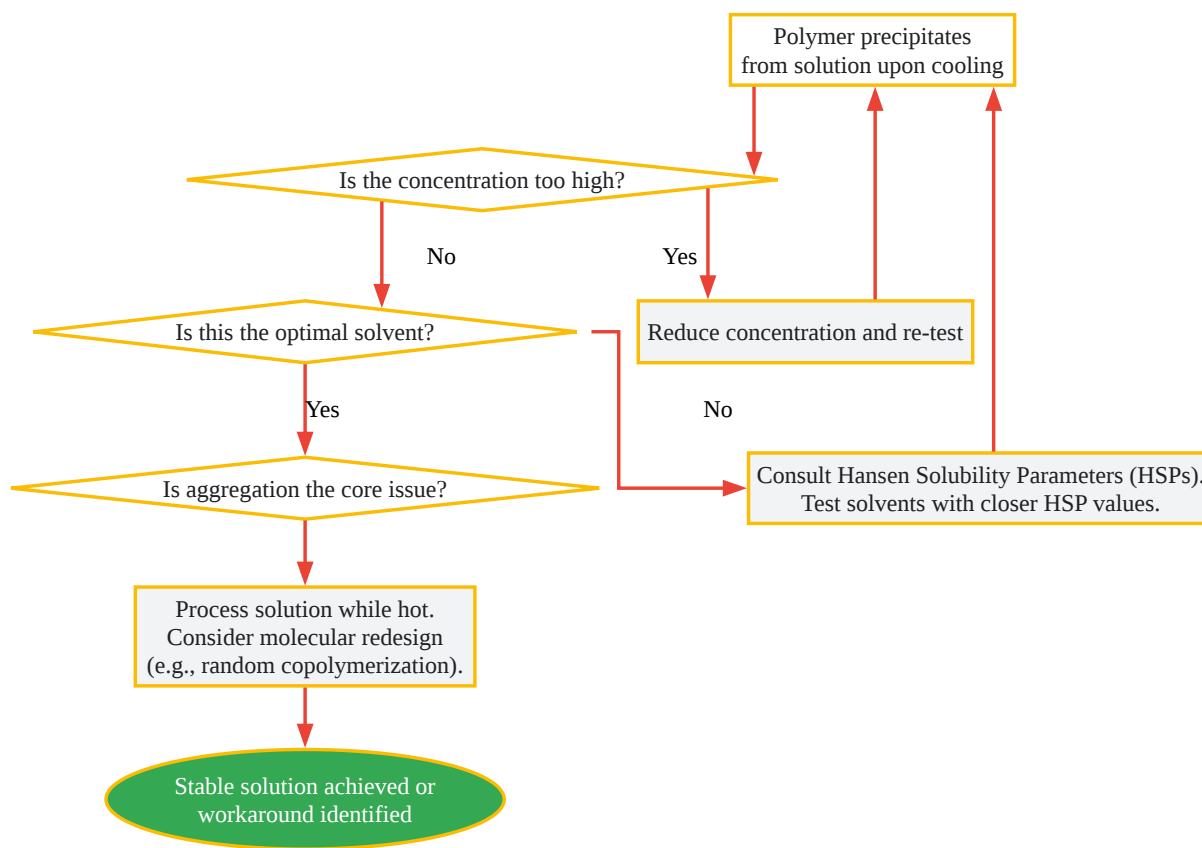 Polymer precipitates
from solution upon cooling
Is the concentration too high?
No
Yes
Is this the optimal solvent?
Reduce concentration and re-test
Yes
No
Is aggregation the core issue?
Consult Hansen Solubility Parameters (HSPs).
Test solvents with closer HSP values.
Process solution while hot.
Consider molecular redesign
(e.g., random copolymerization).
Stable solution achieved or
workaround identified